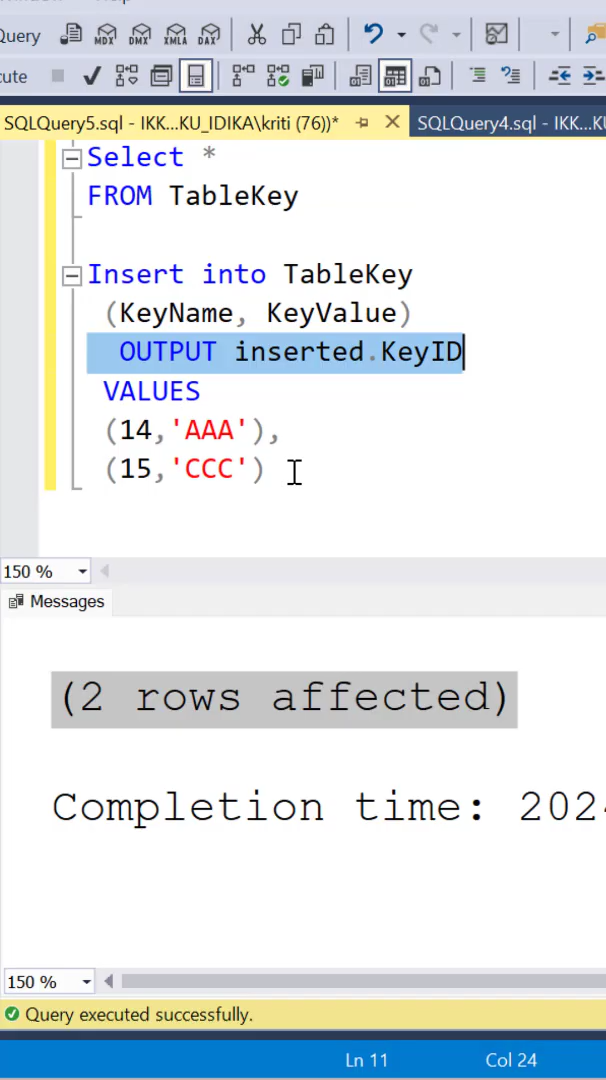 Query MDX DMX XMLA DAX
cute
SQLQuery5.sql - IKK...KU_IDIKA\kriti (76))* SQLQuery4.sql - IKK...KU
Select *
FROM TableKey
Insert into TableKey
(KeyName, KeyValue)
OUTPUT inserted.KeyID
VALUES
(14,'AAA'),
(15,'CCC')
150 %
Messages
(2 rows affected)
Completion time: 2024
150 %
Query executed successfully.
Ln 11 Col 24